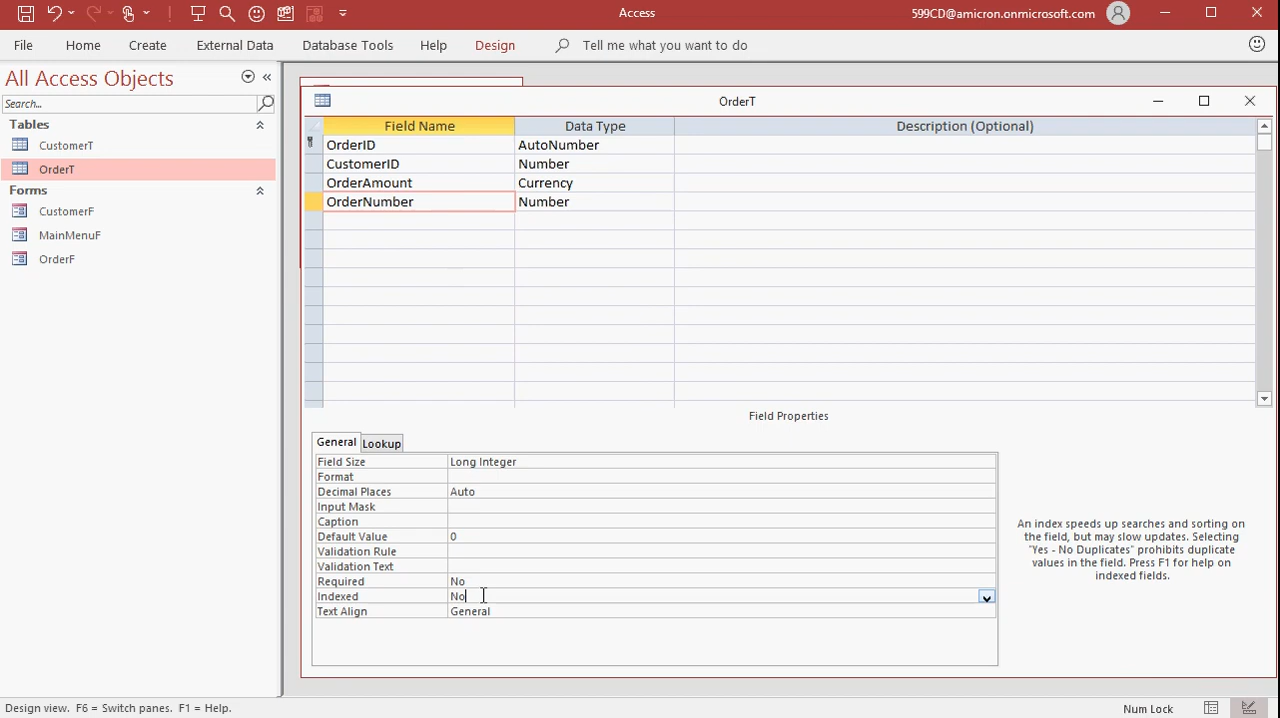 Access
599CD@amicron.onmicrosoft.com
File Home Create External Data Database Tools Help Design Tell me what you want to do
All Access Objects
Search...
Tables
CustomerT
OrderT
Forms
CustomerF
MainMenuF
OrderF
OrderT
Field Name Data Type Description (Optional)
OrderID AutoNumber
CustomerID Number
OrderAmount Currency
OrderNumber Number
Field Properties
General Lookup
Field Size Long Integer
Format
Decimal Places Auto
Input Mask
Caption
Default Value 0
Validation Rule
Validation Text
Required No
Indexed No
Text Align General
An index speeds up searches and sorting on
the field, but may slow updates. Selecting
"Yes - No Duplicates" prohibits duplicate
values in the field. Press F1 for help on
indexed fields.
Design view. F6 = Switch panes. F1 = Help.
Num Lock